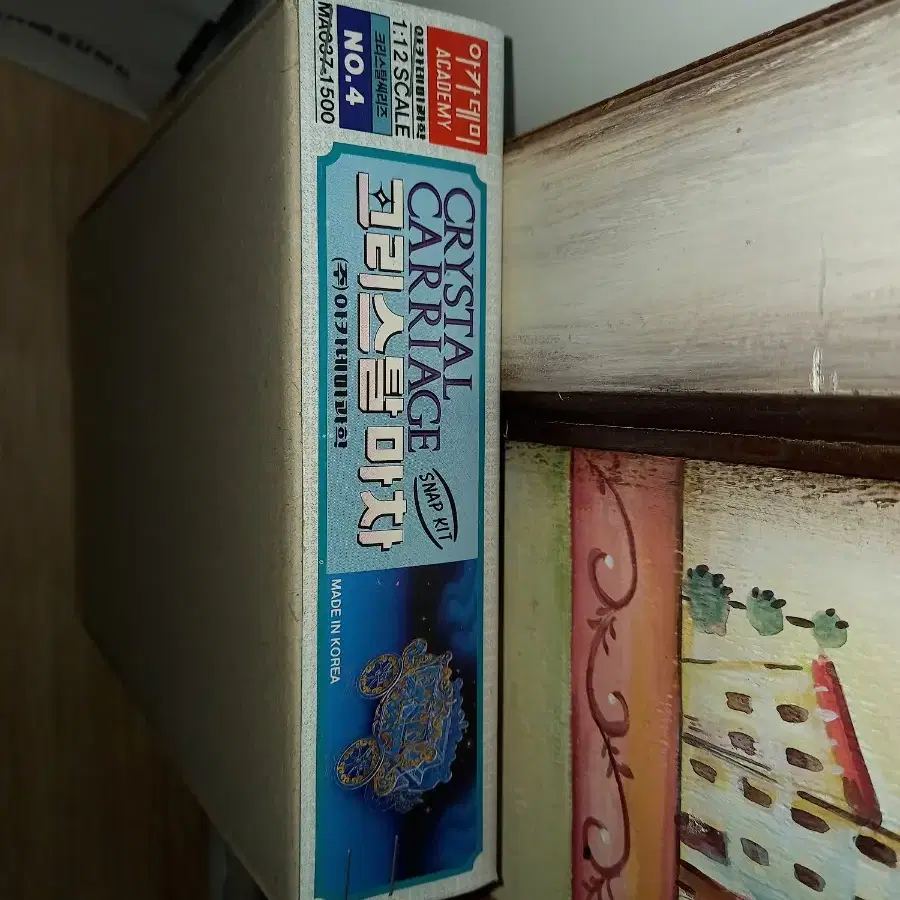 아카데미
ACADEMY
아카데미과학
1:12 SCALE
크리스탈씨리즈
NO. 4
MA037-1500
CRYSTAL
CARRIAGE
SNAP KIT
크리스탈 마차
(주)아카데미과학
MADE IN KOREA